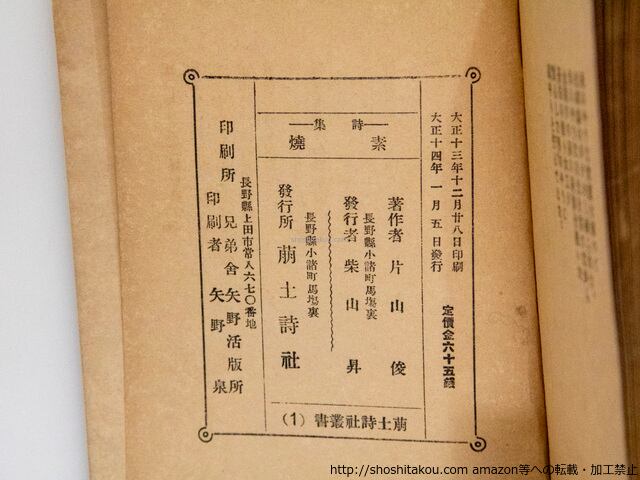 大正十三年十二月廿八日印刷
大正十四年一月五日發行
定價金六十五錢
―詩集―
素燒
著作者 片山俊
長野縣小諸町馬塲裏
發行者 柴山昇
長野縣小諸町馬塲裏
發行所 萠土詩社
長野縣上田市常入六七〇番地
印刷所 兄弟舍矢野活版所
印刷者 矢野泉
萠土詩社叢書(1)
http://shoshitakou.com amazon等への転載・加工禁止